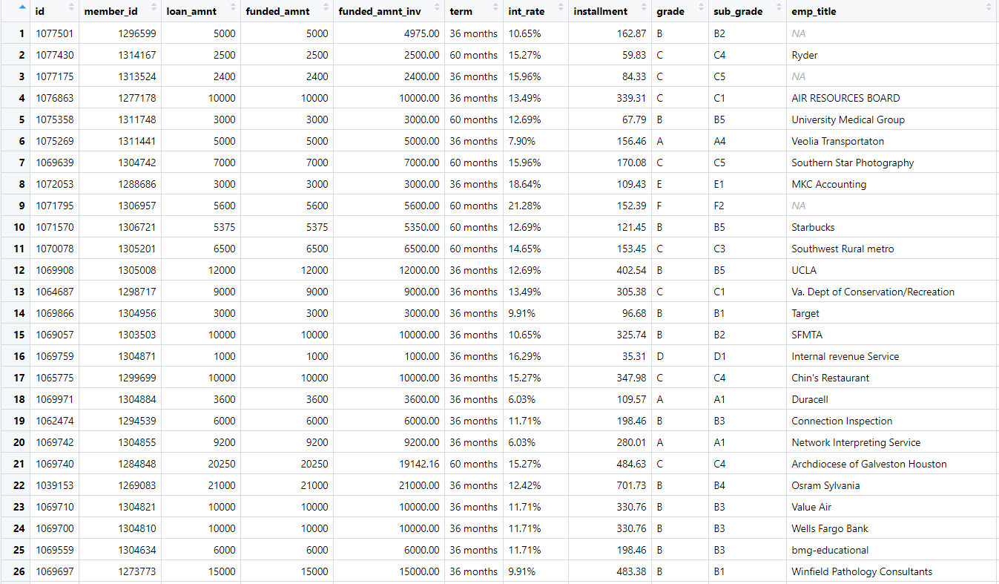 id member_id loan_amnt funded_amnt funded_amnt_inv term int_rate installment grade sub_grade emp_title
1 1077501 1296599 5000 5000 4975.00 36 months 10.65% 162.87 B B2 NA
2 1077430 1314167 2500 2500 2500.00 60 months 15.27% 59.83 C C4 Ryder
3 1077175 1313524 2400 2400 2400.00 36 months 15.96% 84.33 C C5 NA
4 1076863 1277178 10000 10000 10000.00 36 months 13.49% 339.31 C C1 AIR RESOURCES BOARD
5 1075358 1311748 3000 3000 3000.00 60 months 12.69% 67.79 B B5 University Medical Group
6 1075269 1311441 5000 5000 5000.00 36 months 7.90% 156.46 A A4 Veolia Transportaton
7 1069639 1304742 7000 7000 7000.00 60 months 15.96% 170.08 C C5 Southern Star Photography
8 1072053 1288686 3000 3000 3000.00 36 months 18.64% 109.43 E E1 MKC Accounting
9 1071795 1306957 5600 5600 5600.00 60 months 21.28% 152.39 F F2 NA
10 1071570 1306721 5375 5375 5350.00 60 months 12.69% 121.45 B B5 Starbucks
11 1070078 1305201 6500 6500 6500.00 60 months 14.65% 153.45 C C3 Southwest Rural metro
12 1069908 1305008 12000 12000 12000.00 36 months 12.69% 402.54 B B5 UCLA
13 1064687 1298717 9000 9000 9000.00 36 months 13.49% 305.38 C C1 Va. Dept of Conservation/Recreation
14 1069866 1304956 3000 3000 3000.00 36 months 9.91% 96.68 B B1 Target
15 1069057 1303503 10000 10000 10000.00 36 months 10.65% 325.74 B B2 SFMTA
16 1069759 1304871 1000 1000 1000.00 36 months 16.29% 35.31 D D1 Internal revenue Service
17 1065775 1299699 10000 10000 10000.00 36 months 15.27% 347.98 C C4 Chin's Restaurant
18 1069971 1304884 3600 3600 3600.00 36 months 6.03% 109.57 A A1 Duracell
19 1062474 1294539 6000 6000 6000.00 36 months 11.71% 198.46 B B3 Connection Inspection
20 1069742 1304855 9200 9200 9200.00 36 months 6.03% 280.01 A A1 Network Interpreting Service
21 1069740 1284848 20250 20250 19142.16 60 months 15.27% 484.63 C C4 Archdiocese of Galveston Houston
22 1039153 1269083 21000 21000 21000.00 36 months 12.42% 701.73 B B4 Osram Sylvania
23 1069710 1304821 10000 10000 10000.00 36 months 11.71% 330.76 B B3 Value Air
24 1069700 1304810 10000 10000 10000.00 36 months 11.71% 330.76 B B3 Wells Fargo Bank
25 1069559 1304634 6000 6000 6000.00 36 months 11.71% 198.46 B B3 bmg-educational
26 1069697 1273773 15000 15000 15000.00 36 months 9.91% 483.38 B B1 Winfield Pathology Consultants